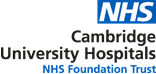 NHS
Cambridge
University Hospitals
NHS Foundation Trust